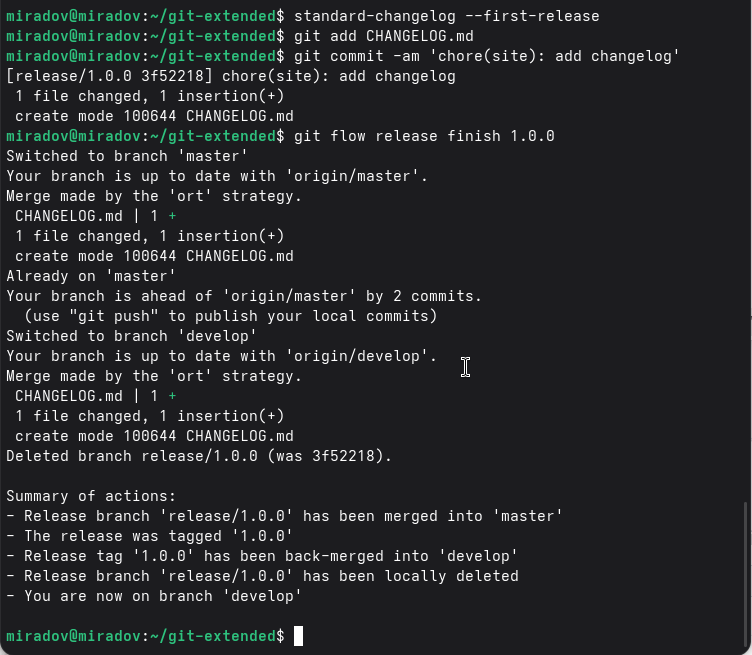 miradov@miradov:~/git-extended$ standard-changelog --first-release
miradov@miradov:~/git-extended$ git add CHANGELOG.md
miradov@miradov:~/git-extended$ git commit -am 'chore(site): add changelog'
[release/1.0.0 3f52218] chore(site): add changelog
 1 file changed, 1 insertion(+)
 create mode 100644 CHANGELOG.md
miradov@miradov:~/git-extended$ git flow release finish 1.0.0
Switched to branch 'master'
Your branch is up to date with 'origin/master'.
Merge made by the 'ort' strategy.
 CHANGELOG.md | 1 +
 1 file changed, 1 insertion(+)
 create mode 100644 CHANGELOG.md
Already on 'master'
Your branch is ahead of 'origin/master' by 2 commits.
  (use "git push" to publish your local commits)
Switched to branch 'develop'
Your branch is up to date with 'origin/develop'.
Merge made by the 'ort' strategy.
 CHANGELOG.md | 1 +
 1 file changed, 1 insertion(+)
 create mode 100644 CHANGELOG.md
Deleted branch release/1.0.0 (was 3f52218).

Summary of actions:
- Release branch 'release/1.0.0' has been merged into 'master'
- The release was tagged '1.0.0'
- Release tag '1.0.0' has been back-merged into 'develop'
- Release branch 'release/1.0.0' has been locally deleted
- You are now on branch 'develop'

miradov@miradov:~/git-extended$